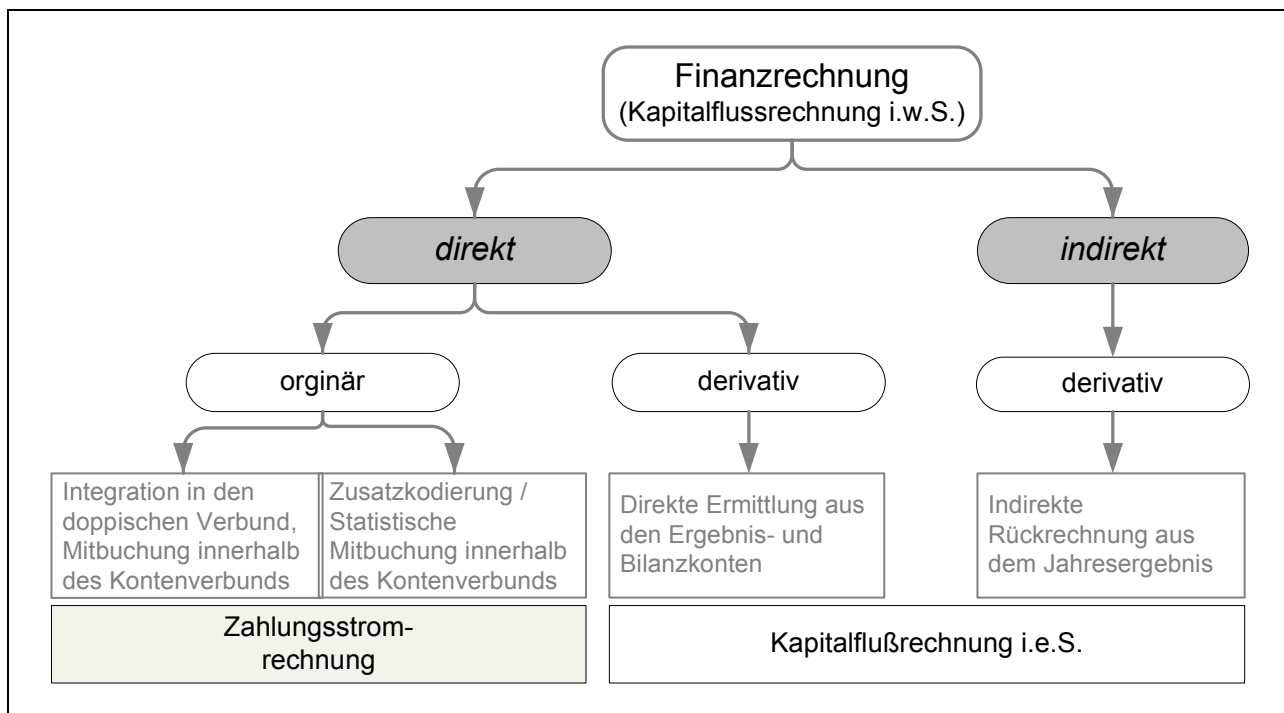 Finanzrechnung
(Kapitalflussrechnung i.w.S.)
direkt
indirekt
orginär
derivativ
derivativ
Integration in den
doppischen Verbund,
Mitbuchung innerhalb
des Kontenverbunds
Zusatzkodierung /
Statistische
Mitbuchung innerhalb
des Kontenverbunds
Direkte Ermittlung aus
den Ergebnis- und
Bilanzkonten
Indirekte
Rückrechnung aus
dem Jahresergebnis
Zahlungsstrom-
rechnung
Kapitalflußrechnung i.e.S.